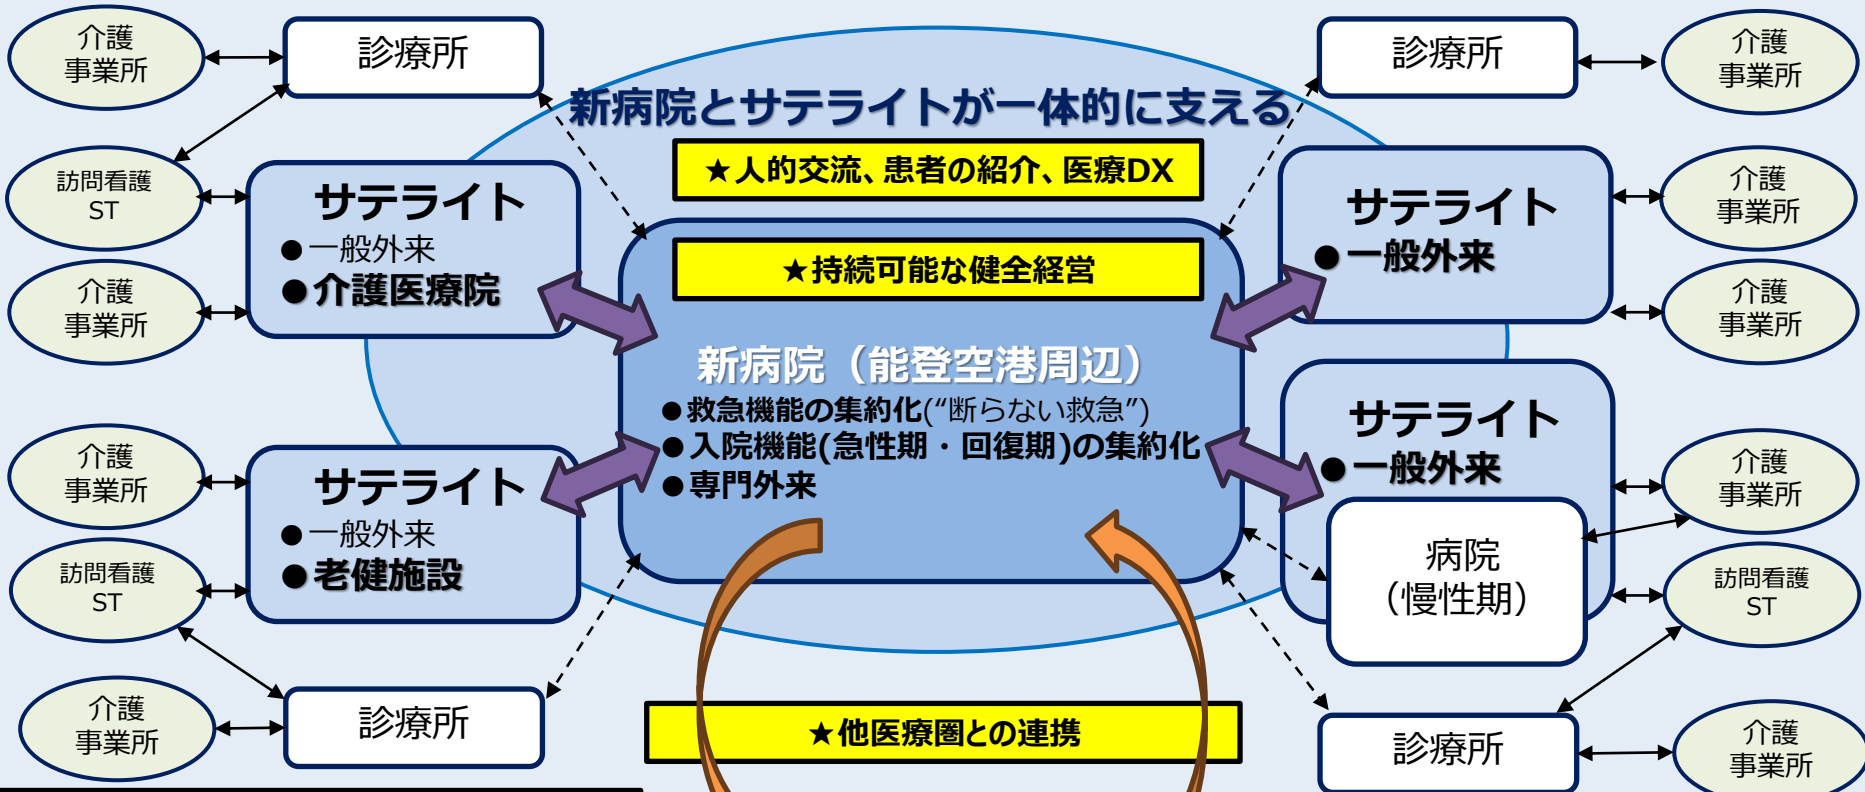 介護
事業所
診療所
診療所
介護
事業所
新病院とサテライトが一体的に支える
★人的交流、患者の紹介、医療DX
訪問看護
ST
サテライト
●一般外来
●介護医療院
介護
事業所
★持続可能な健全経営
サテライト
●一般外来
介護
事業所
介護
事業所
新病院（能登空港周辺）
●救急機能の集約化(“断らない救急”)
●入院機能(急性期・回復期)の集約化
●専門外来
介護
事業所
サテライト
●一般外来
●老健施設
訪問看護
ST
サテライト
●一般外来
病院
（慢性期）
介護
事業所
訪問看護
ST
介護
事業所
診療所
★他医療圏との連携
診療所
介護
事業所